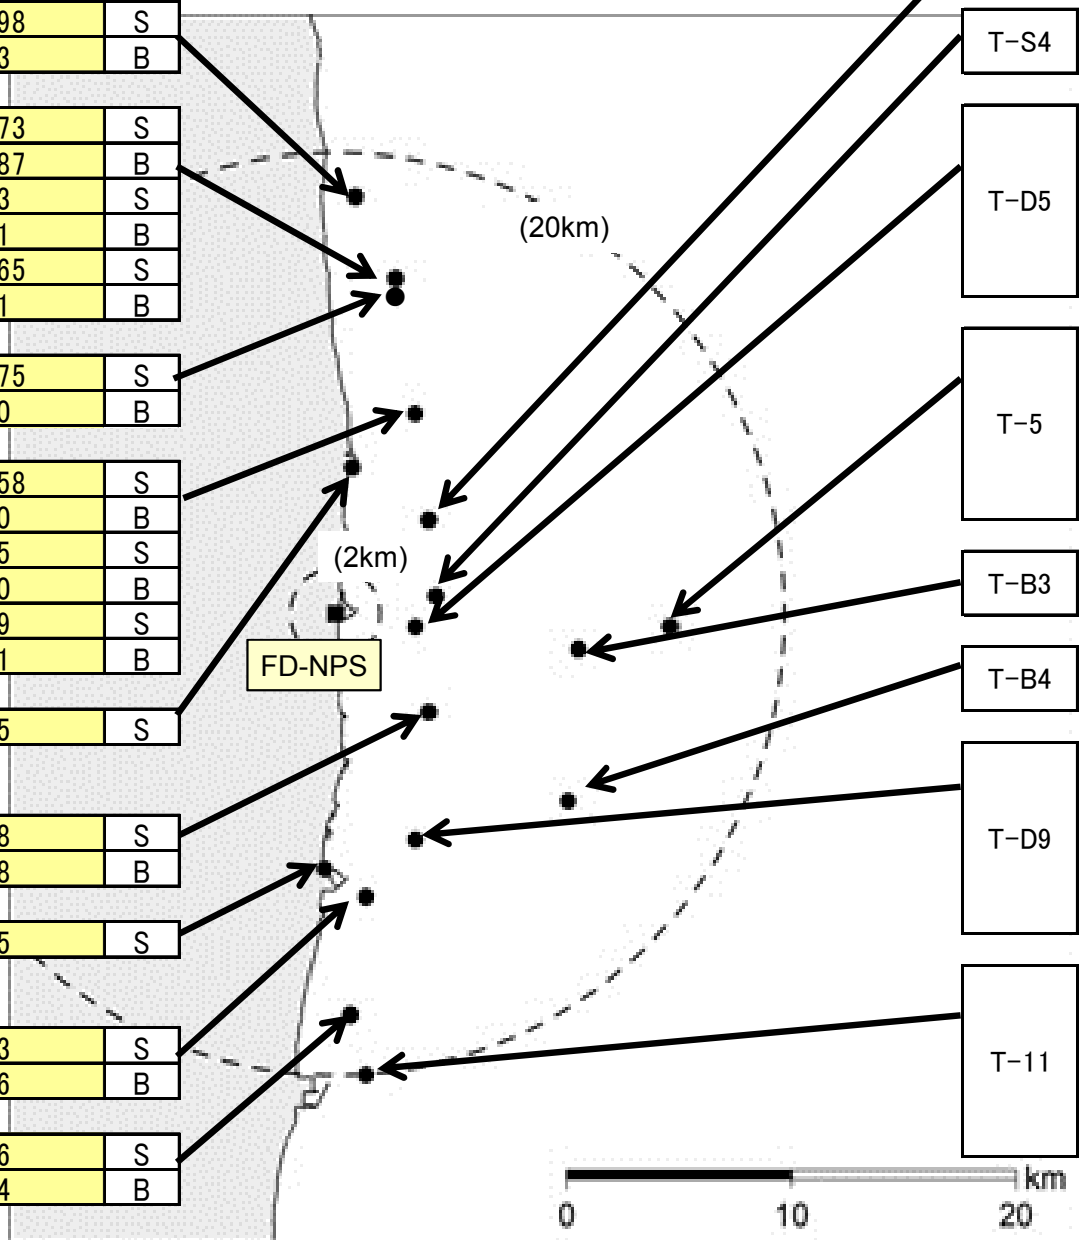 98 S
3 B
73 S
87 B
3 S
1 B
65 S
1 B
75 S
0 B
58 S
0 B
5 S
0 B
9 S
1 B
5 S
8 S
8 B
5 S
3 S
6 B
6 S
4 B
(20km)
(2km)
FD-NPS
T-S4
T-D5
T-5
T-B3
T-B4
T-D9
T-11
km
0 10 20